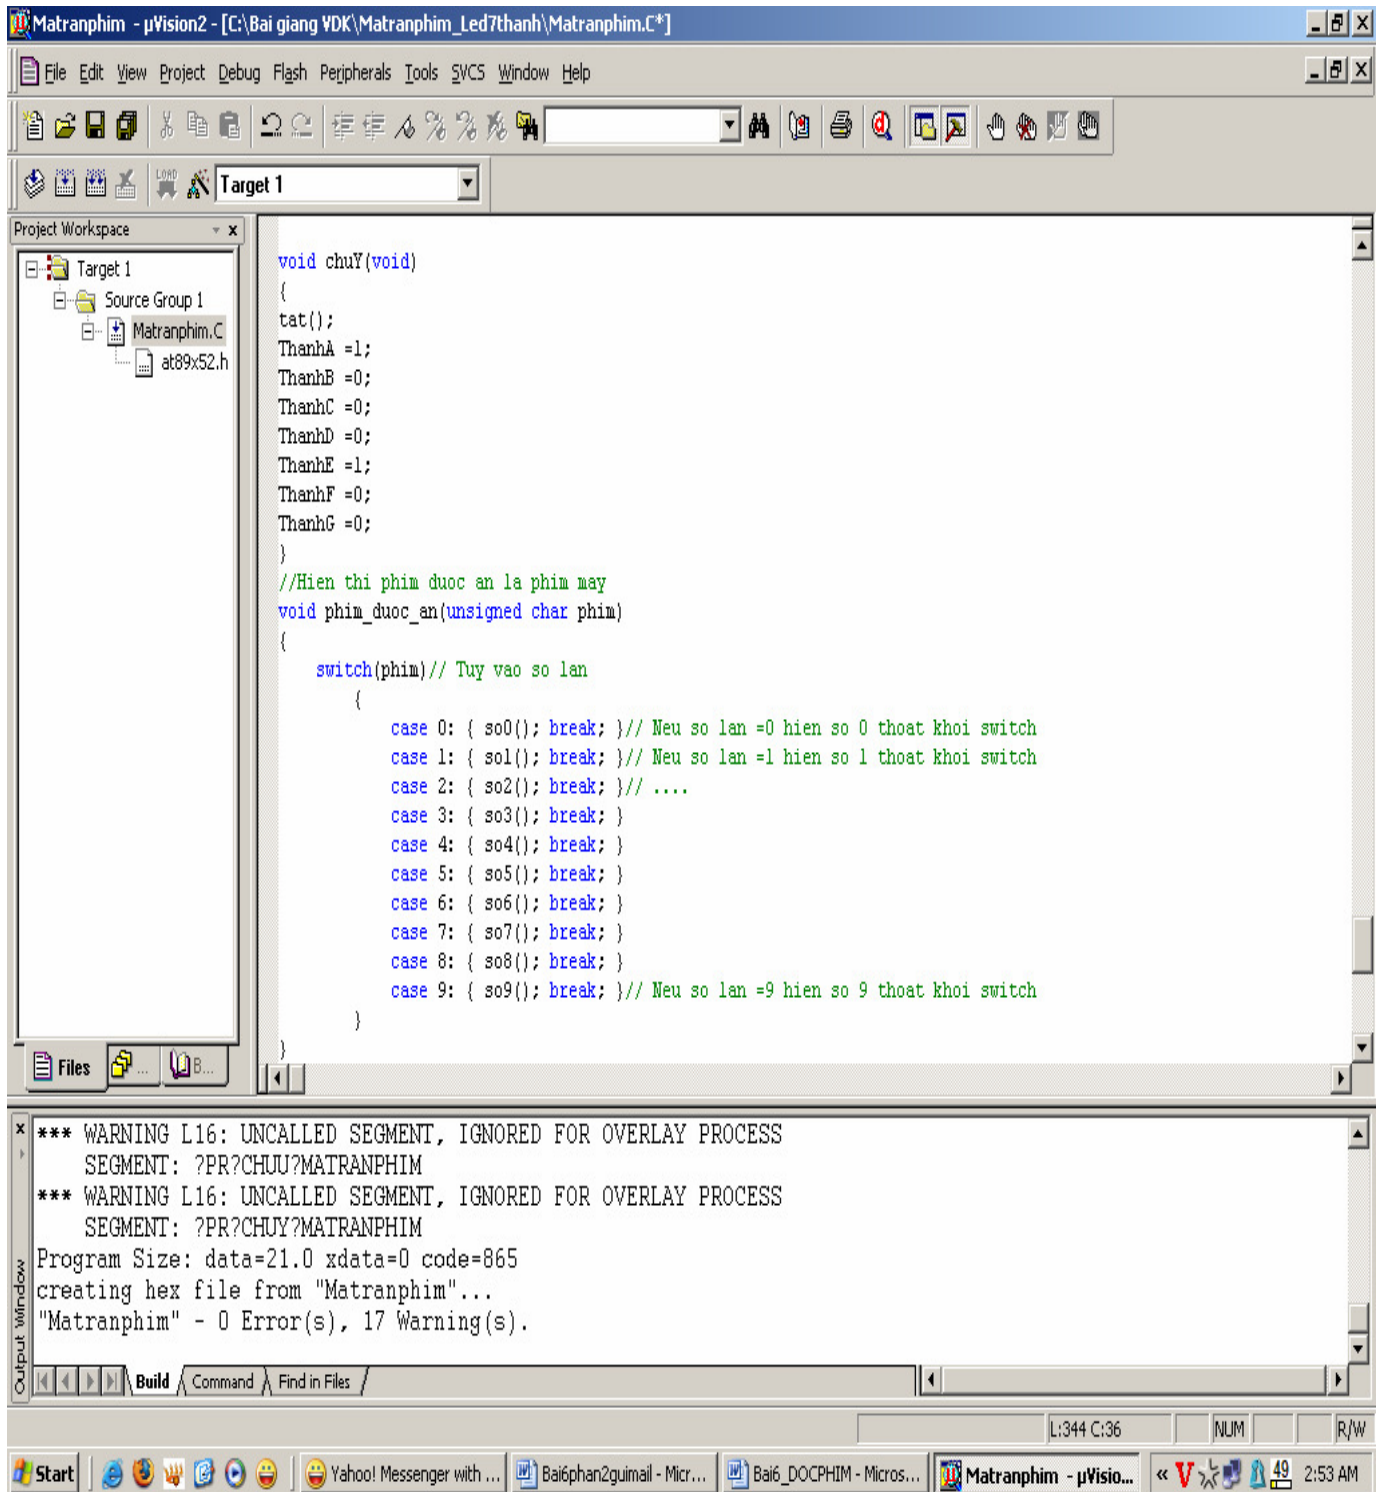 Matranphim - µVision2 - [C:\Bai giang VDK\Matranphim_Led7thanh\Matranphim.C*]
File Edit View Project Debug Flash Peripherals Tools SVCS Window Help
LOAD
Target 1
Project Workspace
Target 1
Source Group 1
Matranphim.C
at89x52.h
Files
...
B...
void chuY(void)
{
tat();
ThanhA =1;
ThanhB =0;
ThanhC =0;
ThanhD =0;
ThanhE =1;
ThanhF =0;
ThanhG =0;
}
//Hien thi phim duoc an la phim may
void phim_duoc_an(unsigned char phim)
{
switch(phim)// Tuy vao so lan
{
case 0: { so0(); break; }// Neu so lan =0 hien so 0 thoat khoi switch
case 1: { so1(); break; }// Neu so lan =1 hien so 1 thoat khoi switch
case 2: { so2(); break; }// ....
case 3: { so3(); break; }
case 4: { so4(); break; }
case 5: { so5(); break; }
case 6: { so6(); break; }
case 7: { so7(); break; }
case 8: { so8(); break; }
case 9: { so9(); break; }// Neu so lan =9 hien so 9 thoat khoi switch
}
}
*** WARNING L16: UNCALLED SEGMENT, IGNORED FOR OVERLAY PROCESS
SEGMENT: ?PR?CHUU?MATRANPHIM
*** WARNING L16: UNCALLED SEGMENT, IGNORED FOR OVERLAY PROCESS
SEGMENT: ?PR?CHUY?MATRANPHIM
Program Size: data=21.0 xdata=0 code=865
creating hex file from "Matranphim"...
"Matranphim" - 0 Error(s), 17 Warning(s).
Output Window
Build Command Find in Files
L:344 C:36 NUM R/W
Start Yahoo! Messenger with ... Bai6phan2guimail - Micr... Bai6_DOCPHIM - Micros... Matranphim - µVisio... « 49 2:53 AM